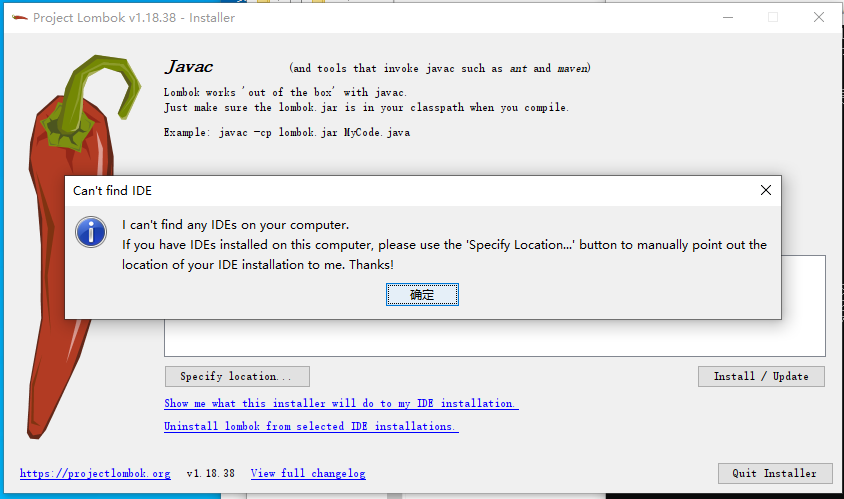 Project Lombok v1.18.38 - Installer
Javac (and tools that invoke javac such as ant and maven)
Lombok works 'out of the box' with javac.
Just make sure the lombok.jar is in your classpath when you compile.
Example: javac -cp lombok.jar MyCode.java
Can't find IDE
I can't find any IDEs on your computer.
If you have IDEs installed on this computer, please use the 'Specify Location...' button to manually point out the
location of your IDE installation to me. Thanks!
确定
Specify location... Install / Update
Show me what this installer will do to my IDE installation.
Uninstall lombok from selected IDE installations.
https://projectlombok.org v1.18.38 View full changelog Quit Installer